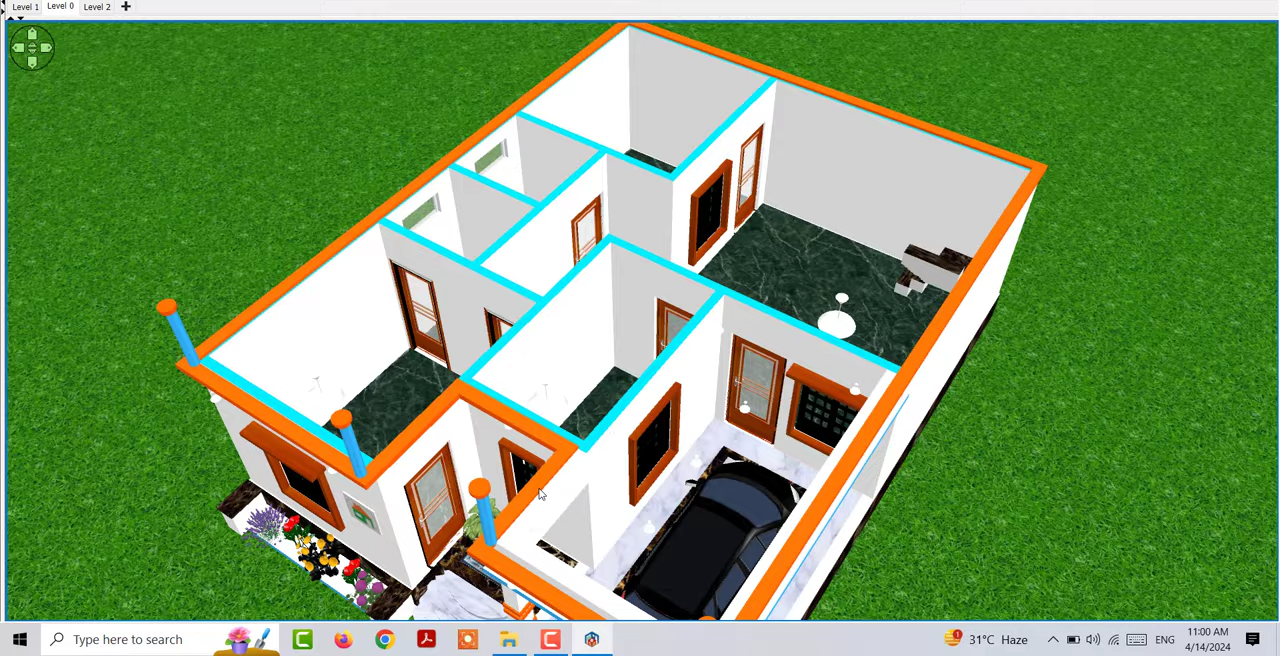 Level 1 Level 0 Level 2
Type here to search
31°C Haze
ENG
11:00 AM
4/14/2024